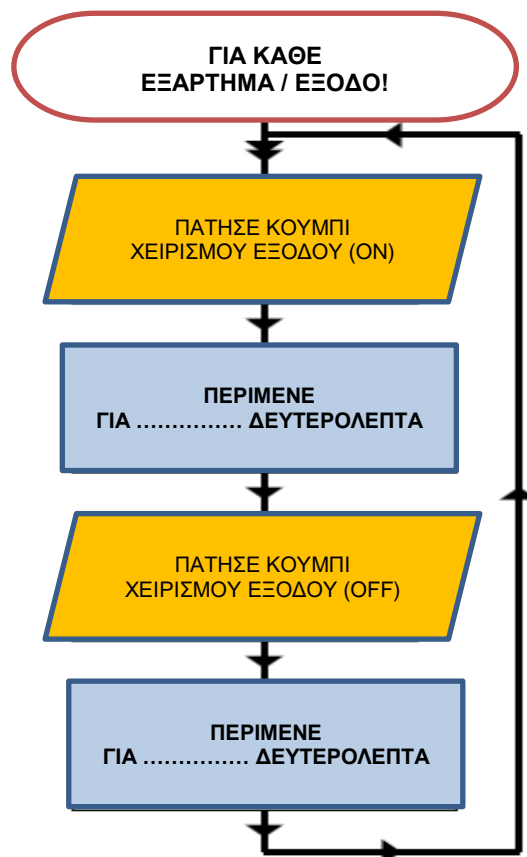 ΓΙΑ ΚΑΘΕ
ΕΞΑΡΤΗΜΑ / ΕΞΟΔΟ!
ΠΑΤΗΣΕ ΚΟΥΜΠΙ
ΧΕΙΡΙΣΜΟΥ ΕΞΟΔΟΥ (ON)
ΠΕΡΙΜΕΝΕ
ΓΙΑ …………… ΔΕΥΤΕΡΟΛΕΠΤΑ
ΠΑΤΗΣΕ ΚΟΥΜΠΙ
ΧΕΙΡΙΣΜΟΥ ΕΞΟΔΟΥ (OFF)
ΠΕΡΙΜΕΝΕ
ΓΙΑ …………… ΔΕΥΤΕΡΟΛΕΠΤΑ